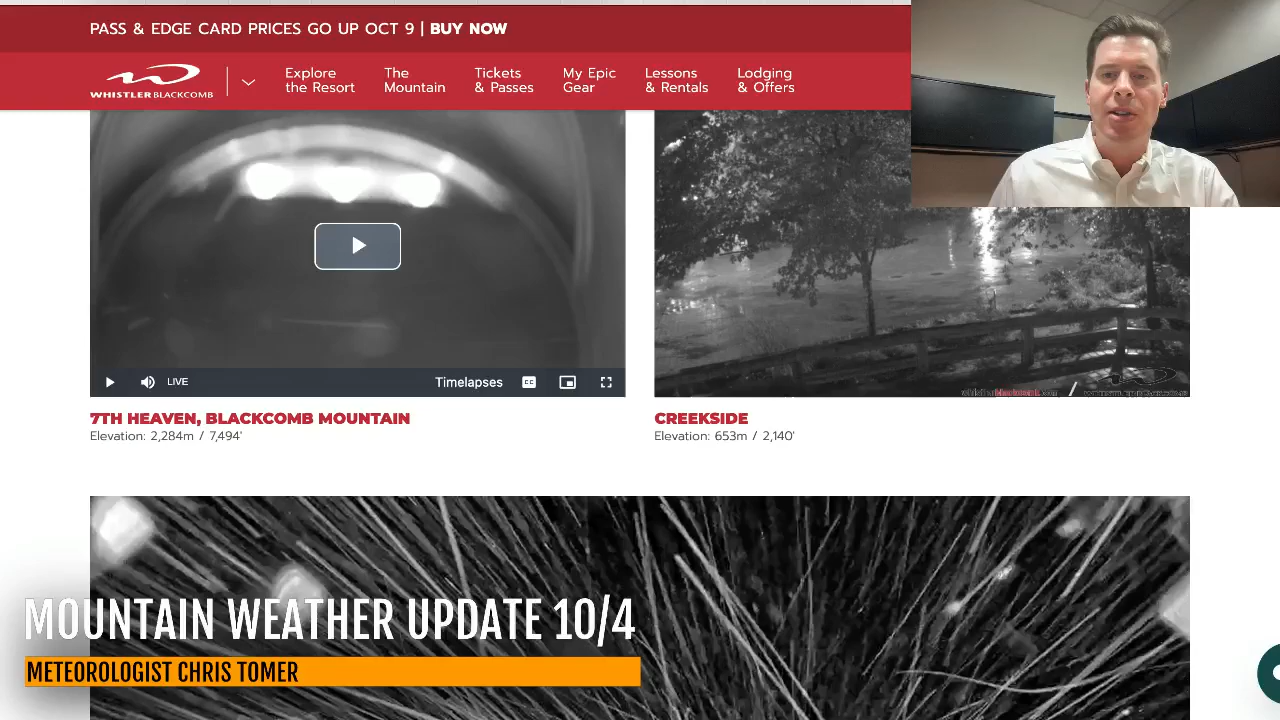 PASS & EDGE CARD PRICES GO UP OCT 9 | BUY NOW
WHISTLERBLACKCOMB
Explore
the Resort
The
Mountain
Tickets
& Passes
My Epic
Gear
Lessons
& Rentals
Lodging
& Offers
LIVE
Timelapses
CC
7TH HEAVEN, BLACKCOMB MOUNTAIN
Elevation: 2,284m / 7,494'
CREEKSIDE
Elevation: 653m / 2,140'
MOUNTAIN WEATHER UPDATE 10/4
METEOROLOGIST CHRIS TOMER